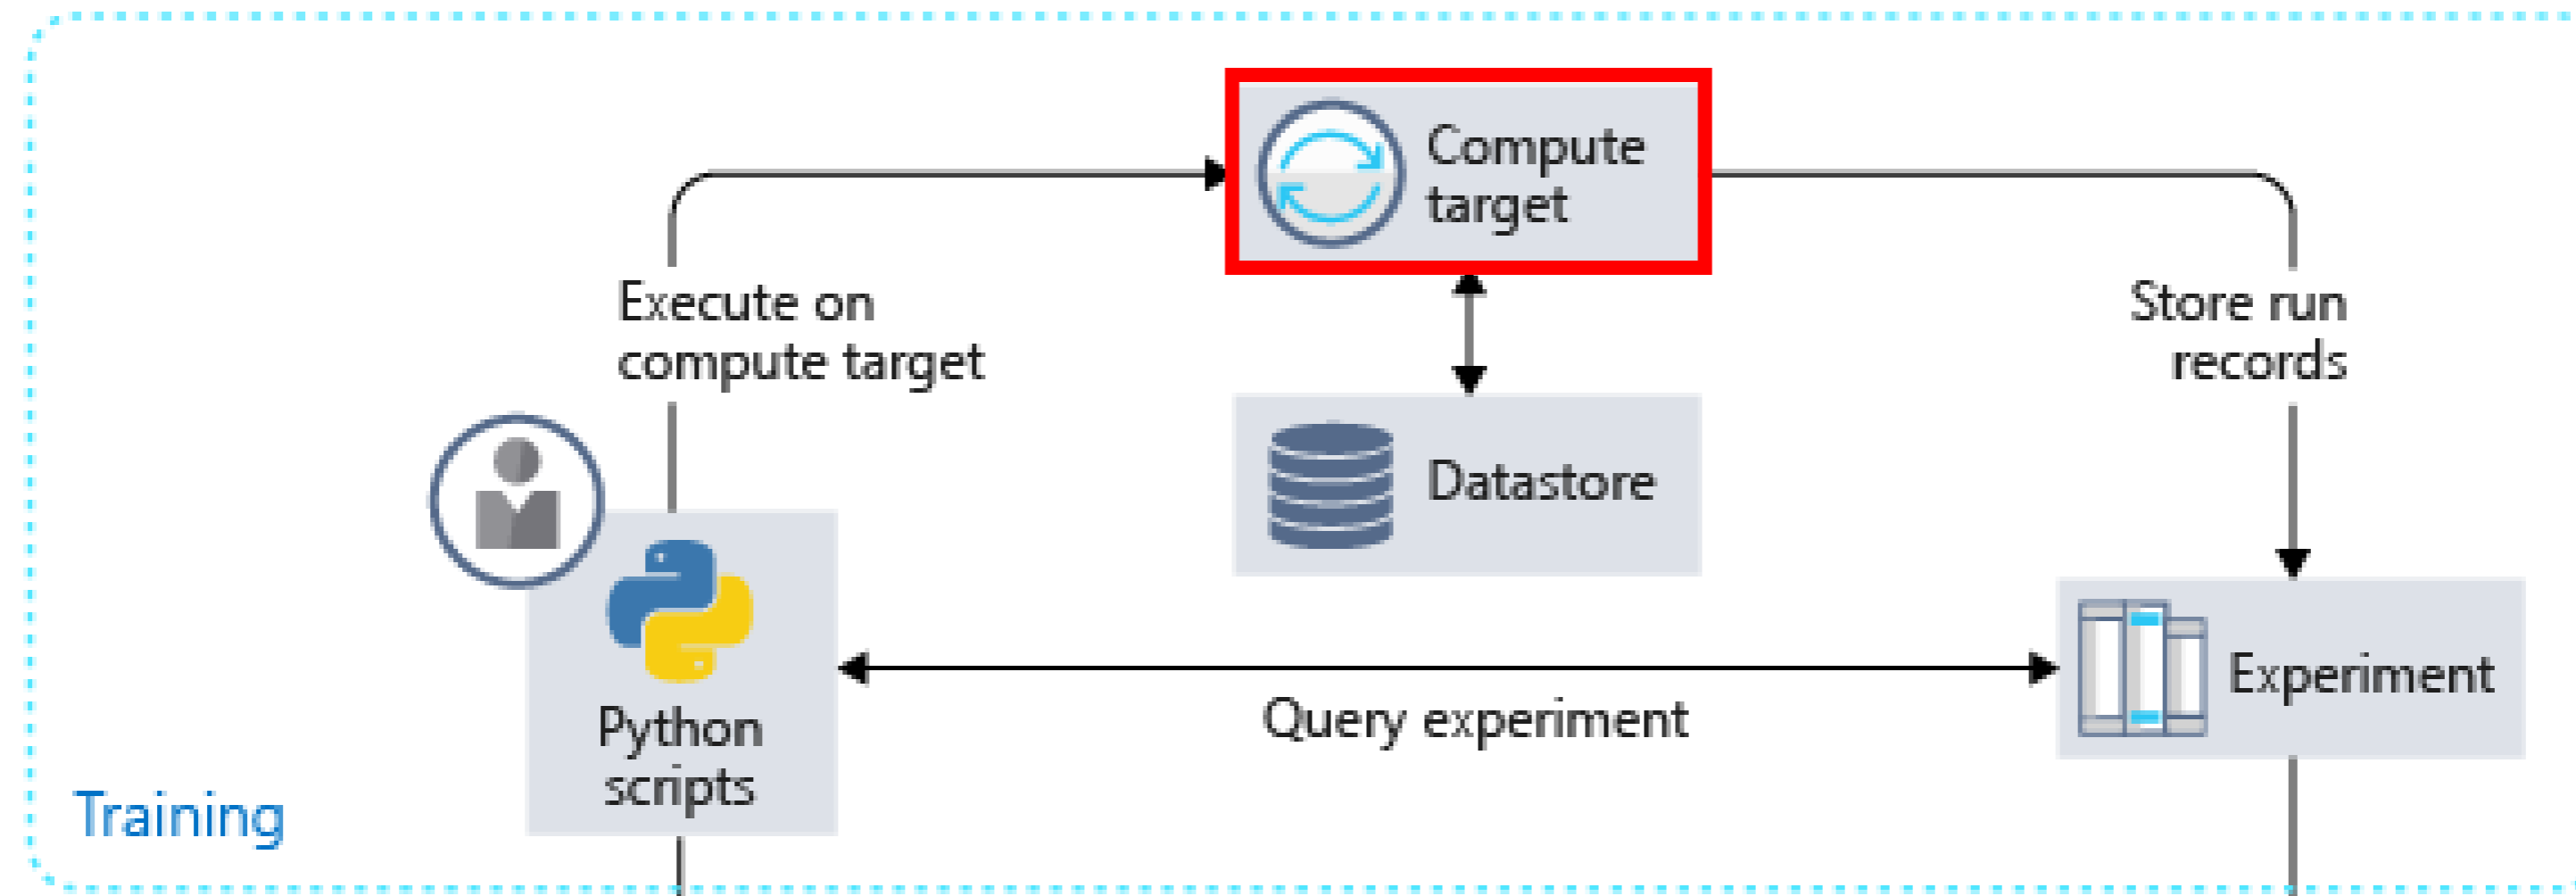 Compute
target
Execute on
compute target
Store run
records
Datastore
Python
scripts
Query experiment
Experiment
Training